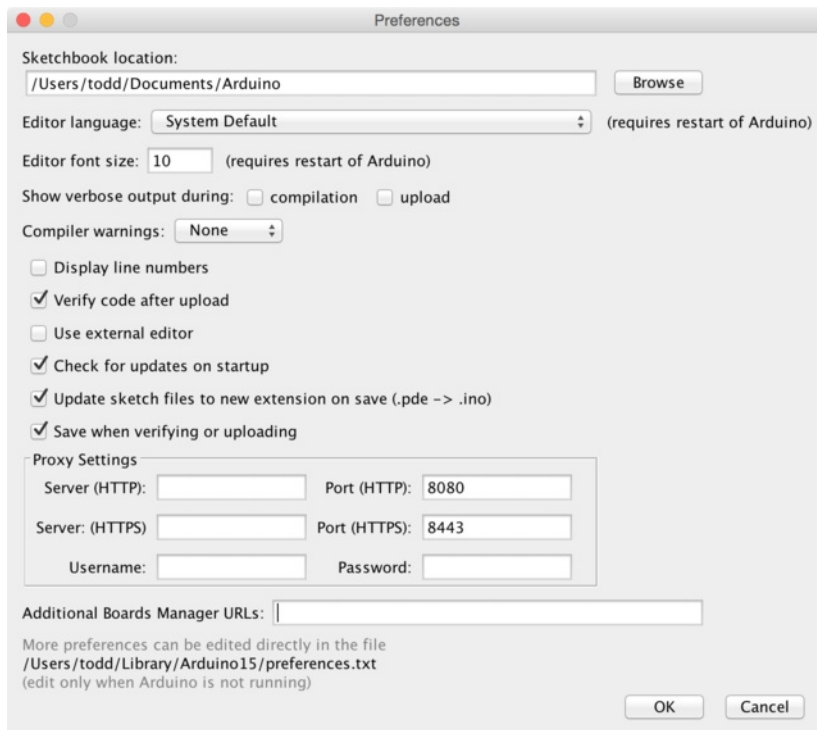 Preferences
Sketchbook location:
/Users/todd/Documents/Arduino Browse
Editor language: System Default (requires restart of Arduino)
Editor font size: 10 (requires restart of Arduino)
Show verbose output during: compilation upload
Compiler warnings: None
Display line numbers
Verify code after upload
Use external editor
Check for updates on startup
Update sketch files to new extension on save (.pde -> .ino)
Save when verifying or uploading
Proxy Settings
Server (HTTP): Port (HTTP): 8080
Server: (HTTPS) Port (HTTPS): 8443
Username: Password:
Additional Boards Manager URLs:
More preferences can be edited directly in the file
/Users/todd/Library/Arduino15/preferences.txt
(edit only when Arduino is not running)
OK Cancel